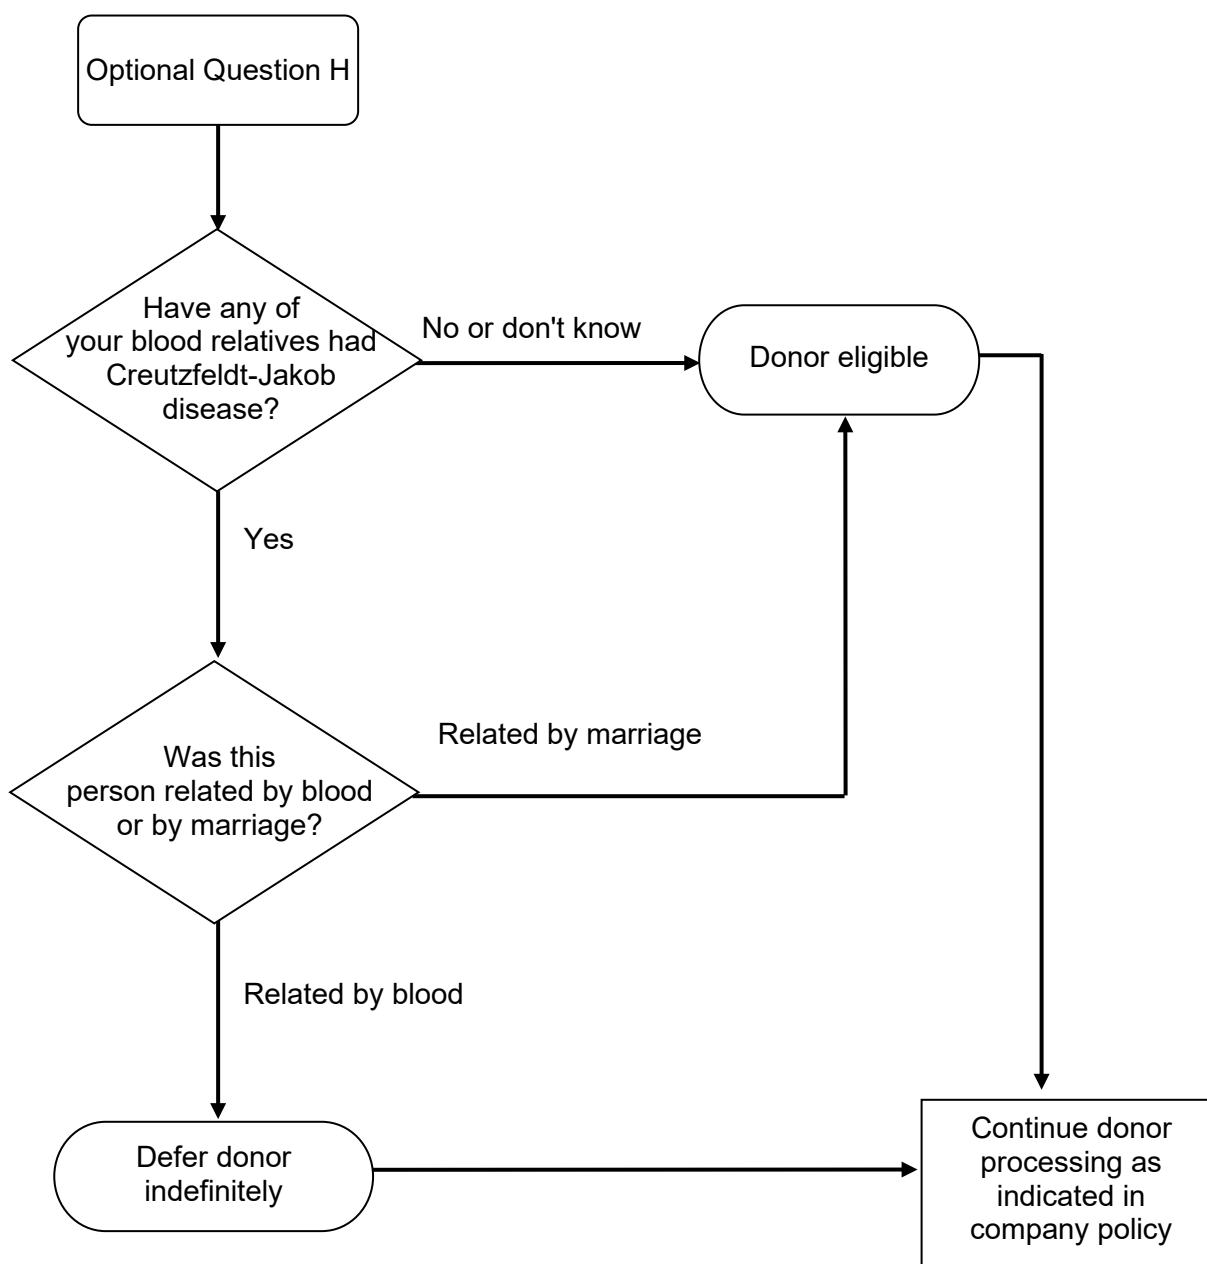 Optional Question H
Have any of
your blood relatives had
Creutzfeldt-Jakob
disease?
No or don't know
Donor eligible
Yes
Related by marriage
Was this
person related by blood
or by marriage?
Related by blood
Defer donor
indefinitely
Continue donor
processing as
indicated in
company policy